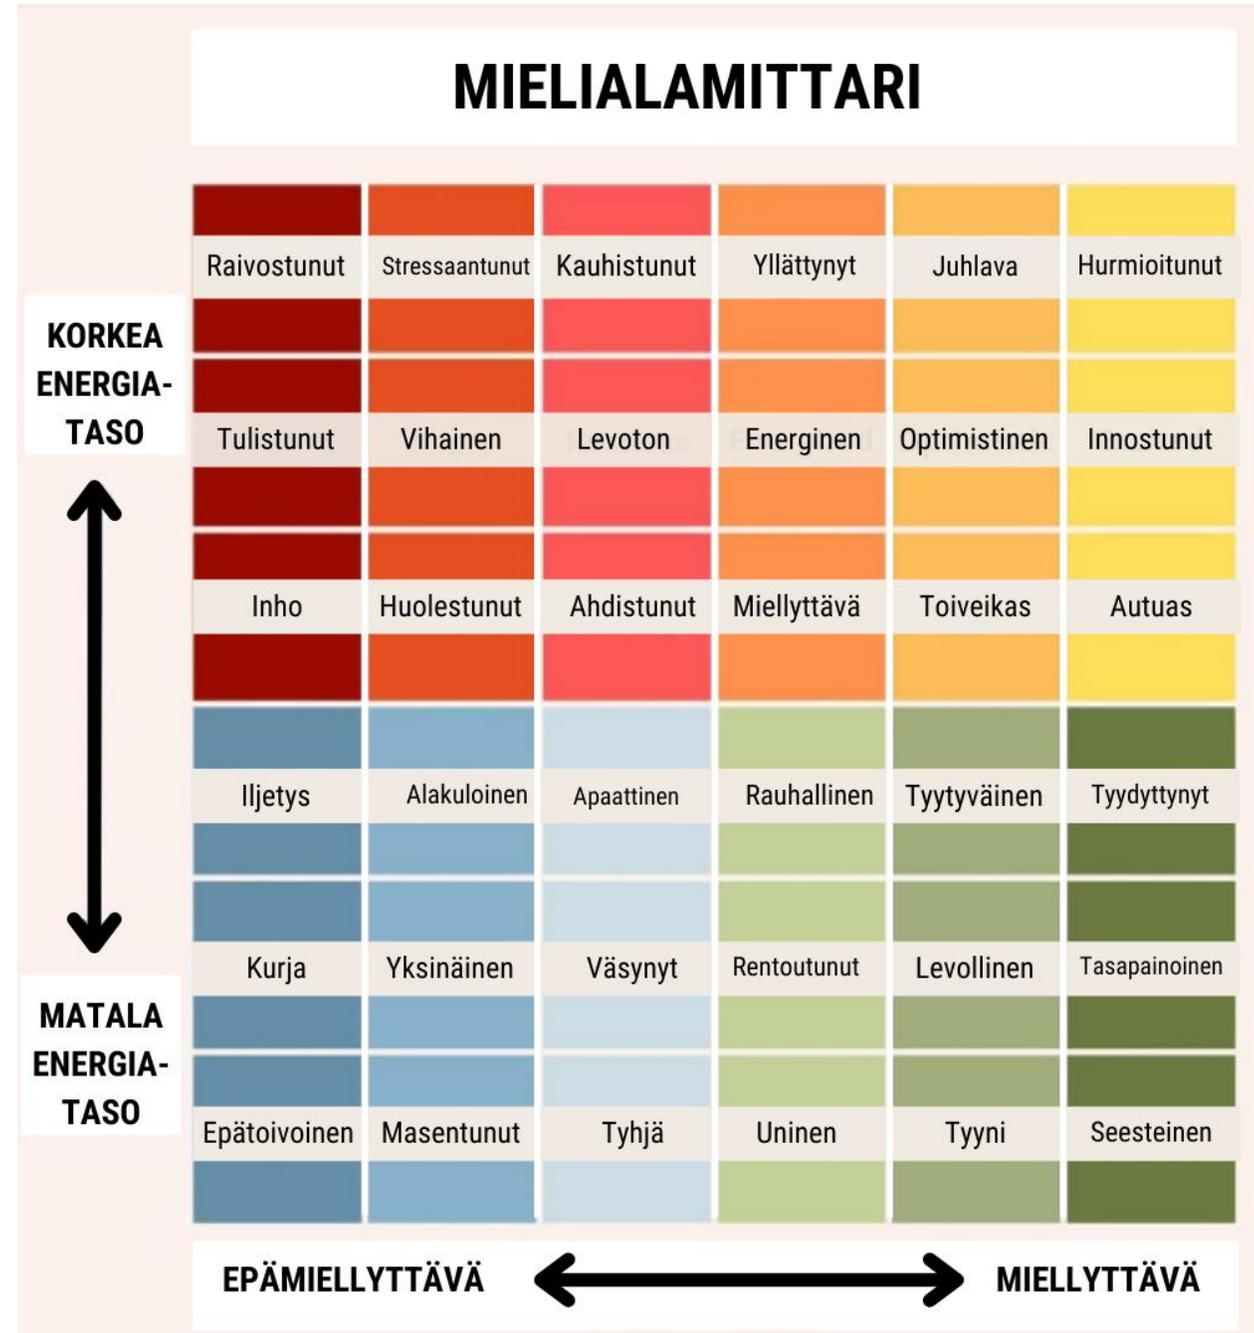 MIELIALAMITTARI
Raivostunut Stressaantunut Kauhistunut Yllättynyt Juhlava Hurmioitunut
KORKEA
ENERGIA-
TASO
Tulistunut Vihainen Levoton Energinen Optimistinen Innostunut
Inho Huolestunut Ahdistunut Miellyttävä Toiveikas Autuas
Iljetys Alakuloinen Apaattinen Rauhallinen Tyytyväinen Tyydyttynyt
Kurja Yksinäinen Väsynyt Rentoutunut Levollinen Tasapainoinen
MATALA
ENERGIA-
TASO
Epätoivoinen Masentunut Tyhjä Uninen Tyyni Seesteinen
EPÄMIELLYTTÄVÄ MIELLYTTÄVÄ